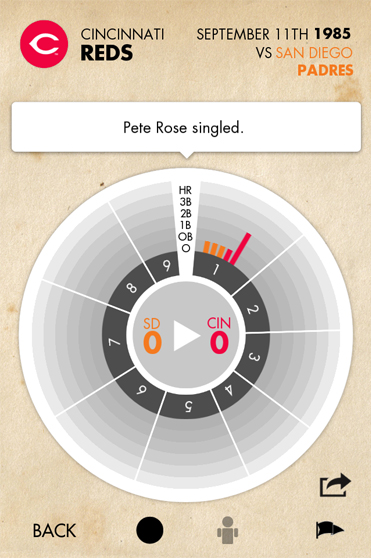 CINCINNATI
REDS
SEPTEMBER 11TH 1985
VS SAN DIEGO
PADRES
Pete Rose singled.
HR
3B
2B
1B
OB
O
1
2
3
4
5
6
7
8
9
SD
0
CIN
0
BACK